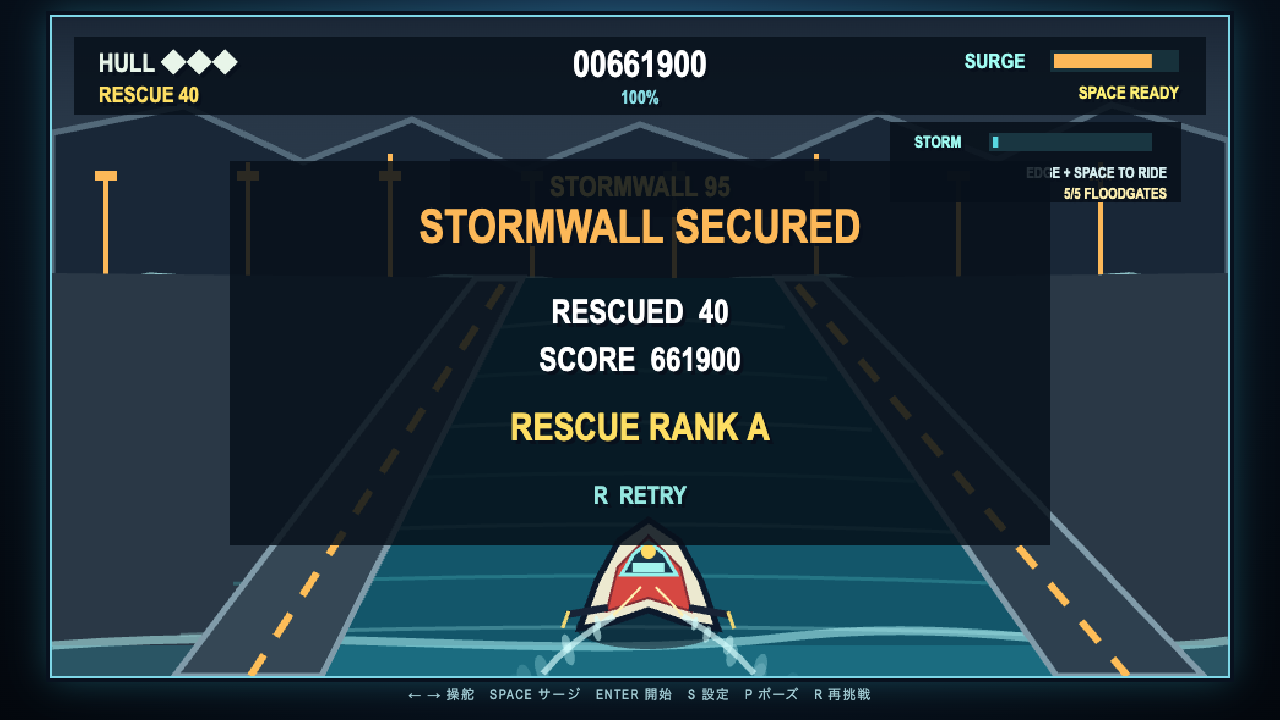 HULL
RESCUE 40
00661900
100%
SURGE
SPACE READY
STORM
EDGE + SPACE TO RIDE
5/5 FLOODGATES
STORMWALL 95
STORMWALL SECURED
RESCUED 40
SCORE 661900
RESCUE RANK A
R RETRY
← → 操舵 SPACE サージ ENTER 開始 S 設定 P ポーズ R 再挑戦